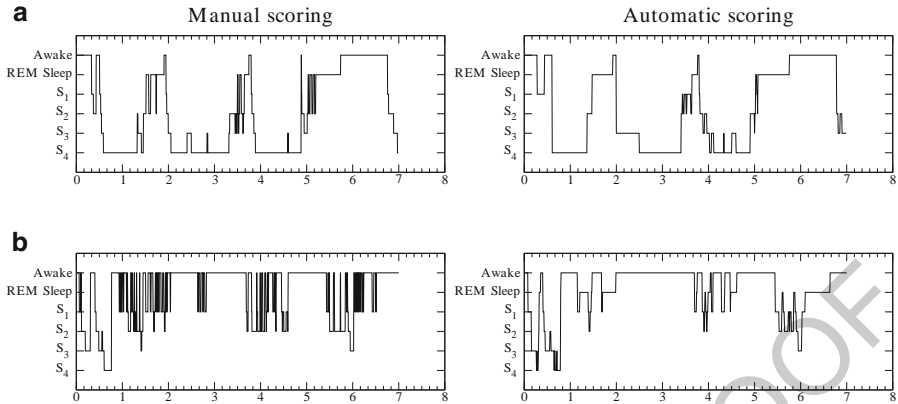 a
Manual scoring
Automatic scoring
Awake
REM Sleep
S1
S2
S3
S4
0 1 2 3 4 5 6 7 8
Awake
REM Sleep
S1
S2
S3
S4
0 1 2 3 4 5 6 7 8
b
Awake
REM Sleep
S1
S2
S3
S4
0 1 2 3 4 5 6 7 8
Awake
REM Sleep
S1
S2
S3
S4
0 1 2 3 4 5 6 7 8
OOF